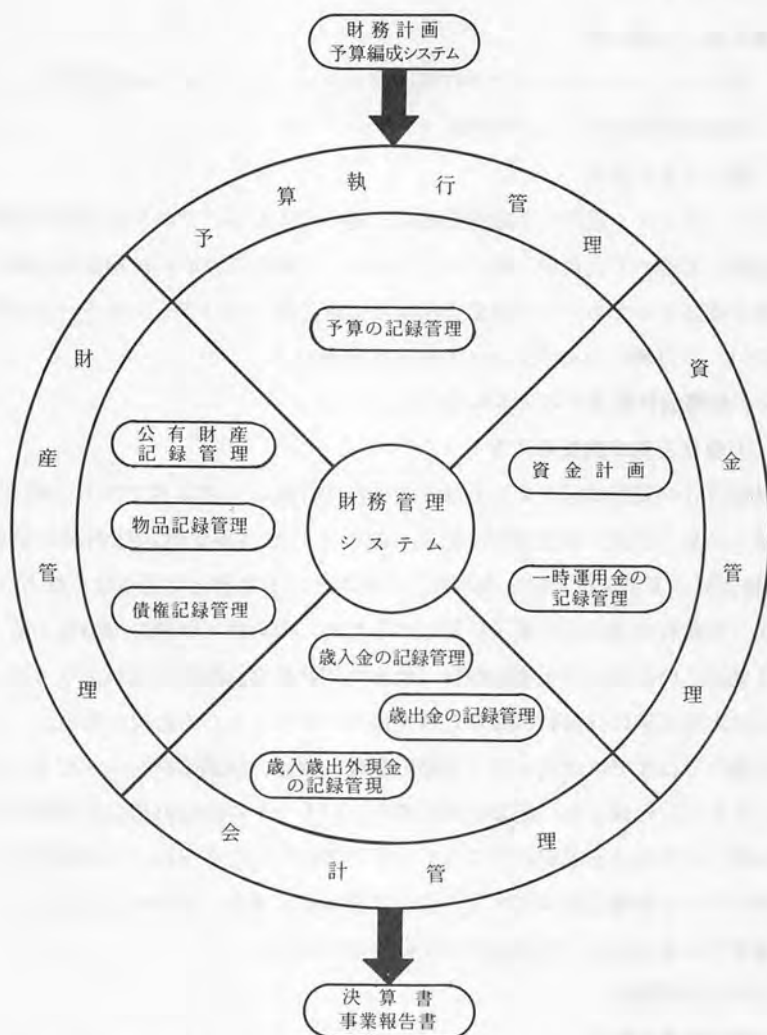 財務計画
予算編成システム
予算執行管理
予算の記録管理
財産管理
公有財産
記録管理
物品記録管理
債権記録管理
財務管理
システム
資金管理
資金計画
一時運用金の
記録管理
歳入金の記録管理
歳出金の記録管理
歳入歳出外現金
の記録管現
会計管理
決算書
事業報告書